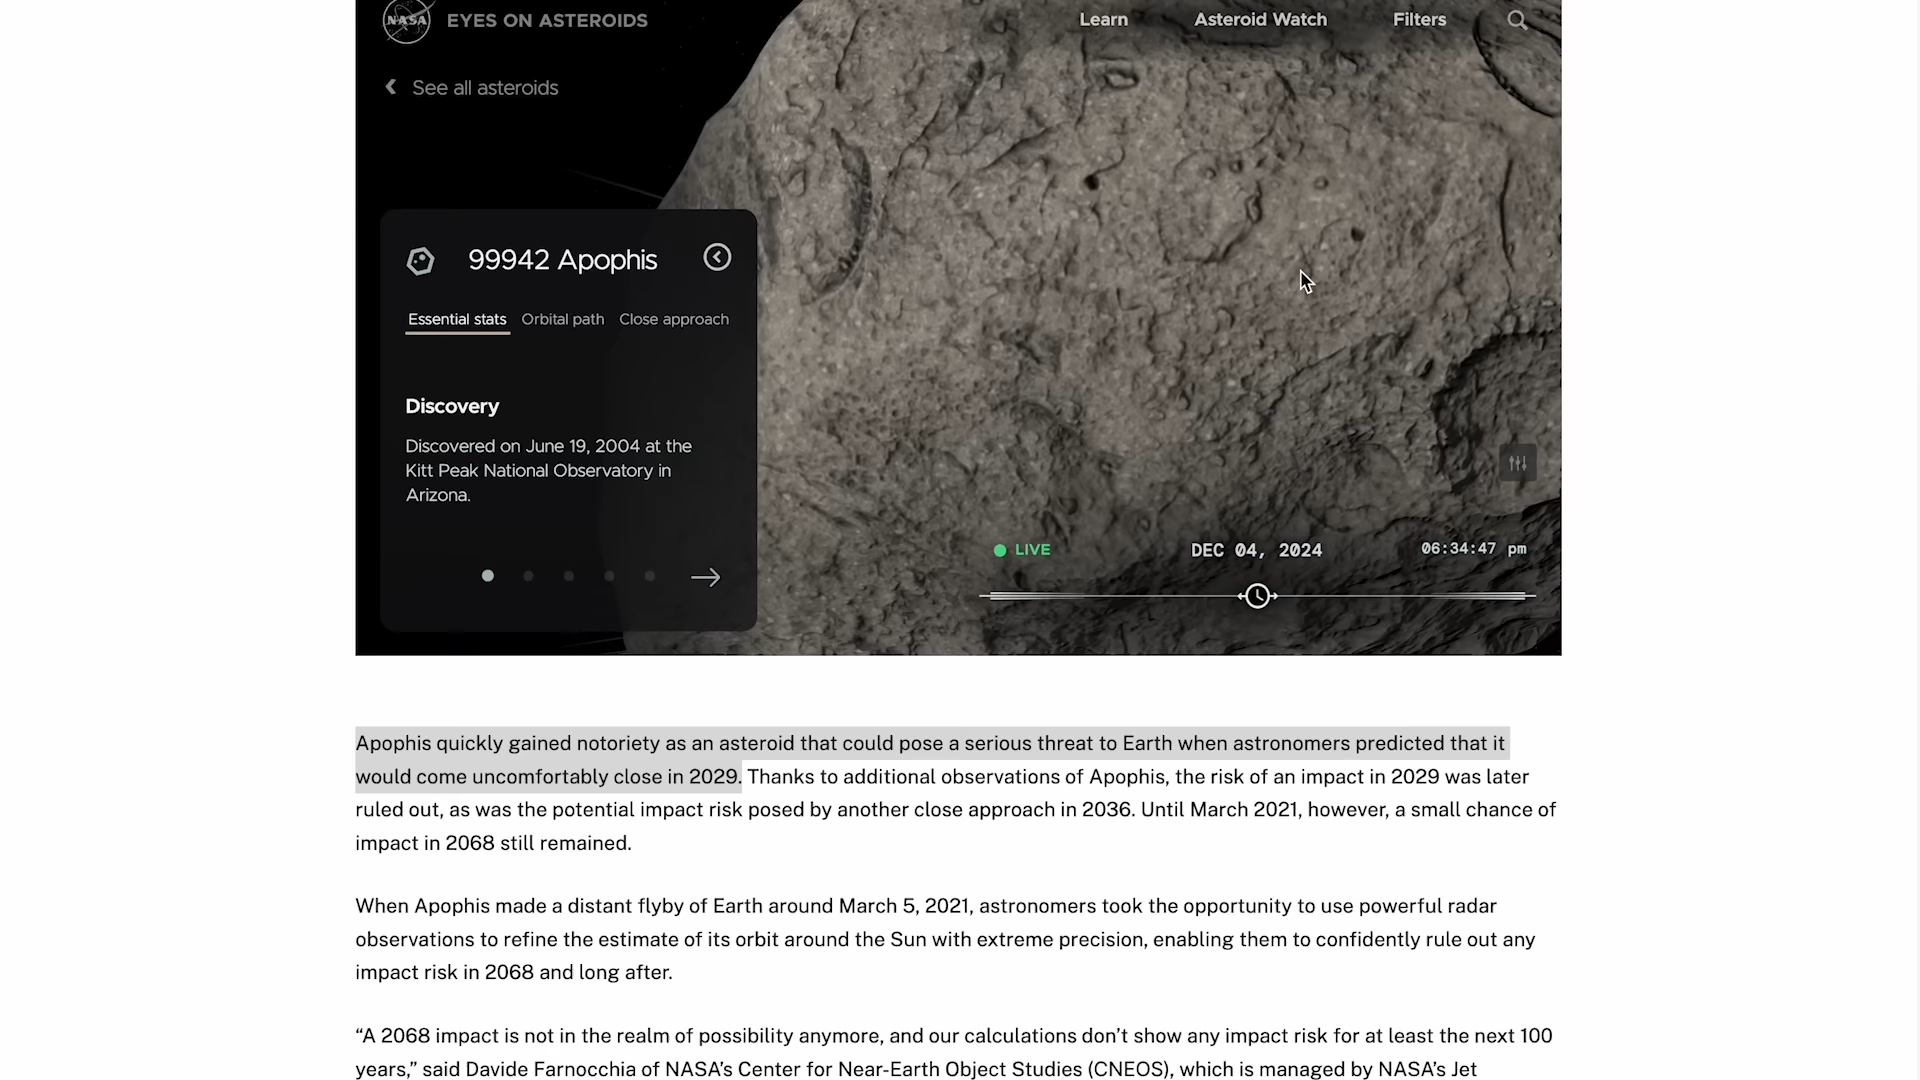 NASA
EYES ON ASTEROIDS
Learn
Asteroid Watch
Filters
See all asteroids
99942 Apophis
Essential stats
Orbital path
Close approach
Discovery
Discovered on June 19, 2004 at the
Kitt Peak National Observatory in
Arizona.
LIVE
DEC 04, 2024
06:34:47 pm
Apophis quickly gained notoriety as an asteroid that could pose a serious threat to Earth when astronomers predicted that it
would come uncomfortably close in 2029. Thanks to additional observations of Apophis, the risk of an impact in 2029 was later
ruled out, as was the potential impact risk posed by another close approach in 2036. Until March 2021, however, a small chance of
impact in 2068 still remained.
When Apophis made a distant flyby of Earth around March 5, 2021, astronomers took the opportunity to use powerful radar
observations to refine the estimate of its orbit around the Sun with extreme precision, enabling them to confidently rule out any
impact risk in 2068 and long after.
“A 2068 impact is not in the realm of possibility anymore, and our calculations don’t show any impact risk for at least the next 100
years,” said Davide Farnocchia of NASA’s Center for Near-Earth Object Studies (CNEOS), which is managed by NASA’s Jet